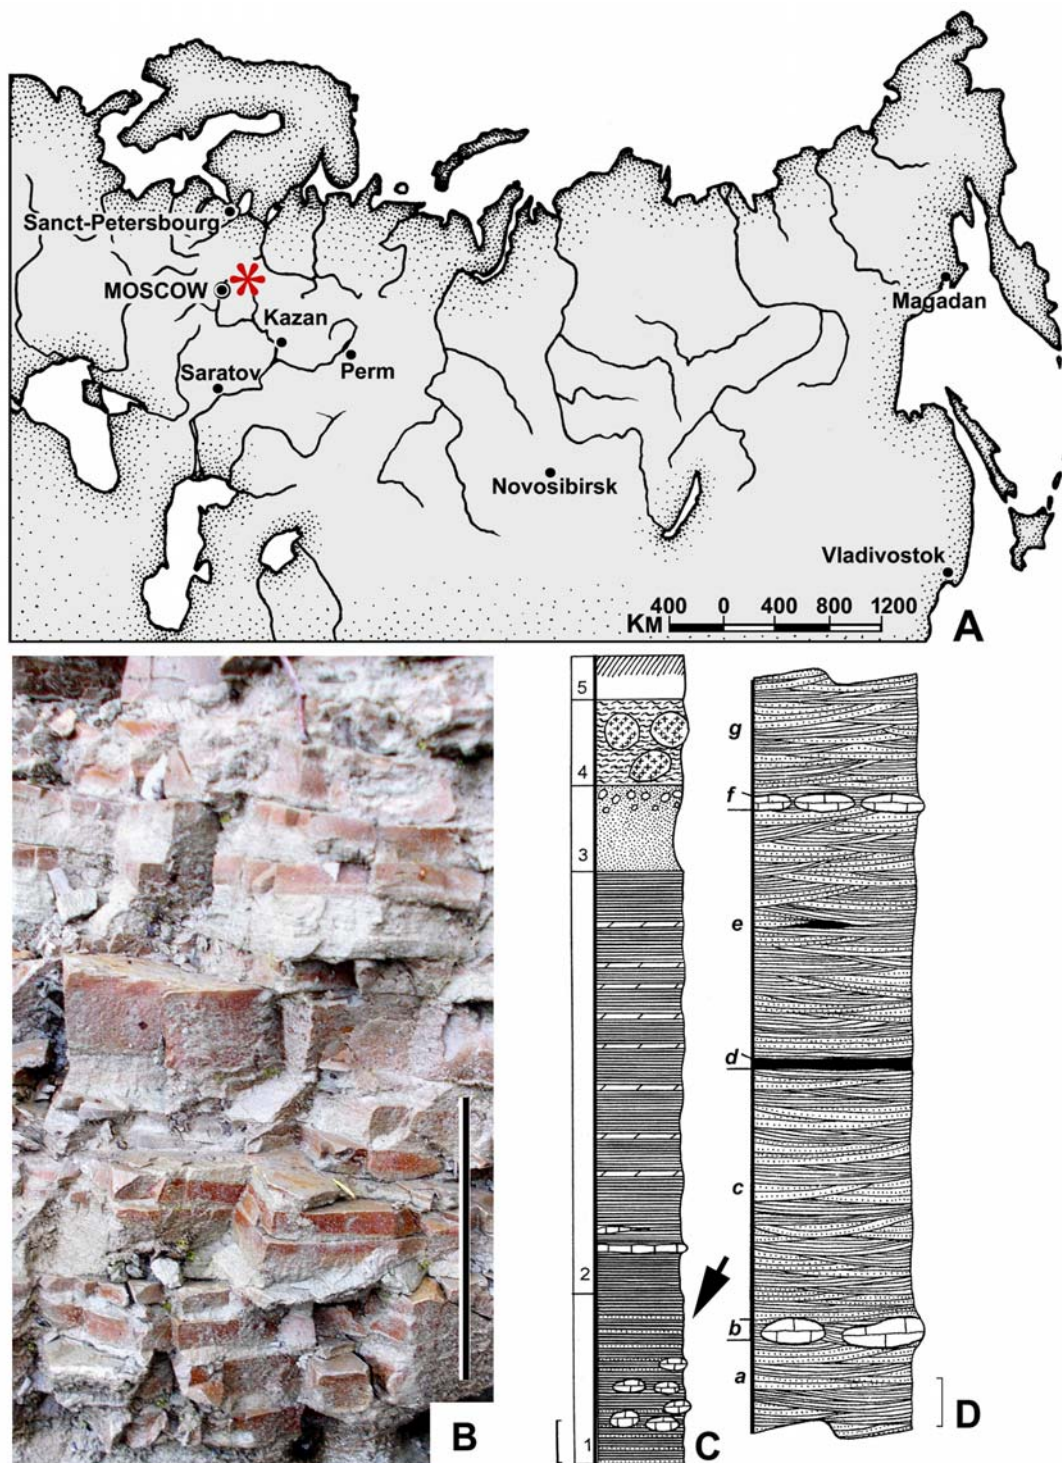 Sanct-Petersbourg
MOSCOW
Kazan
Saratov
Perm
Novosibirsk
Magadan
Vladivostok
Км 400 0 400 800 1200
A
B
5
4
3
2
1
C
g
f
e
d
c
b
a
D